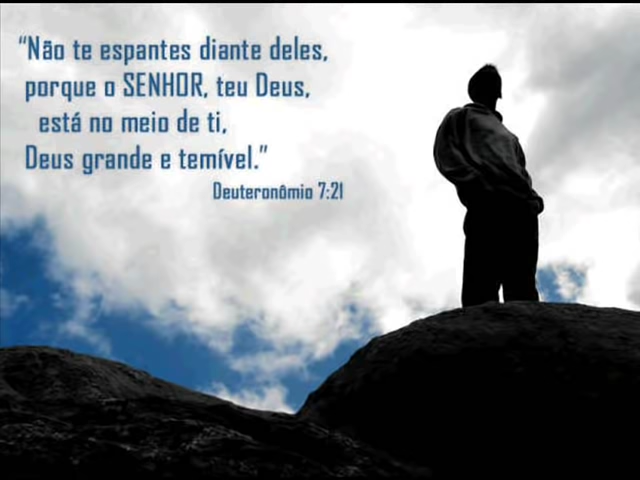 “Não te espantes diante deles,
porque o SENHOR, teu Deus,
está no meio de ti,
Deus grande e temível.”
Deuteronômio 7:21